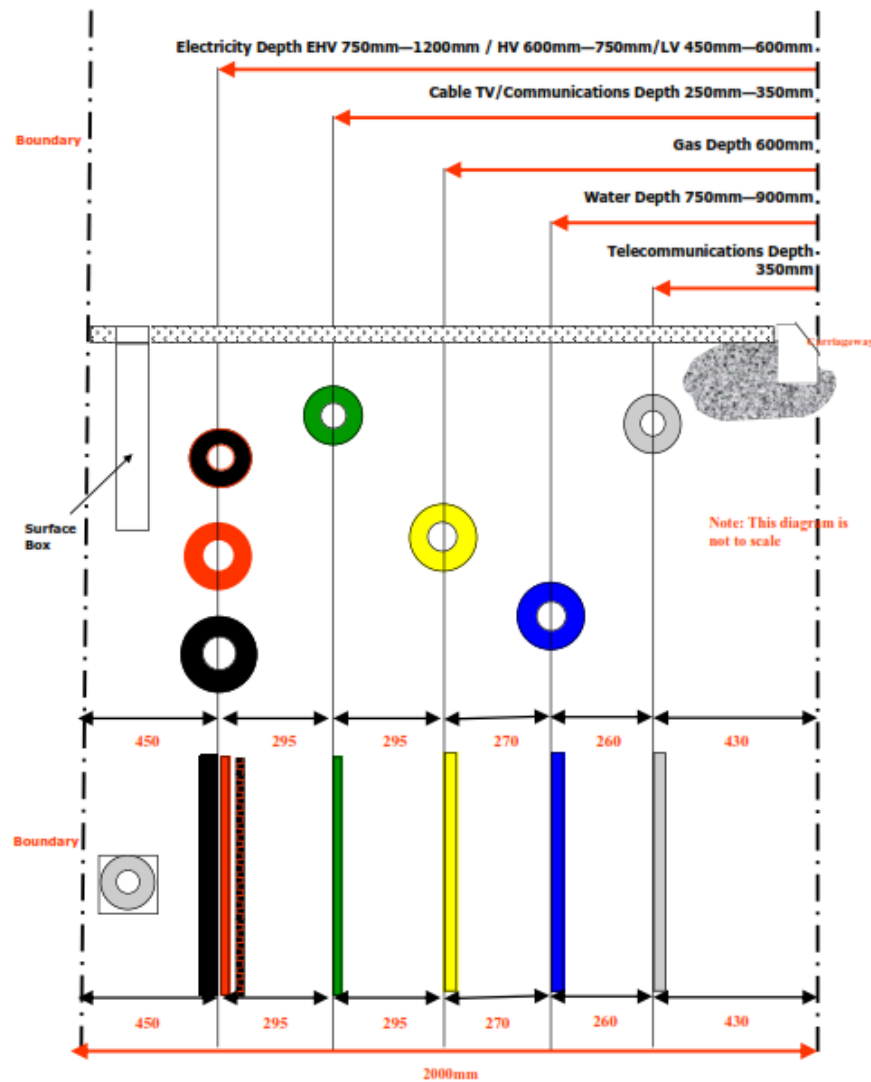 Electricity Depth EHV 750mm—1200mm / HV 600mm—750mm/LV 450mm—600mm
Cable TV/Communications Depth 250mm—350mm
Boundary
Gas Depth 600mm
Water Depth 750mm—900mm
Telecommunications Depth
350mm
Carriageway
Surface
Box
Note: This diagram is
not to scale
450 295 295 270 260 430
Boundary
450 295 295 270 260 430
2000mm